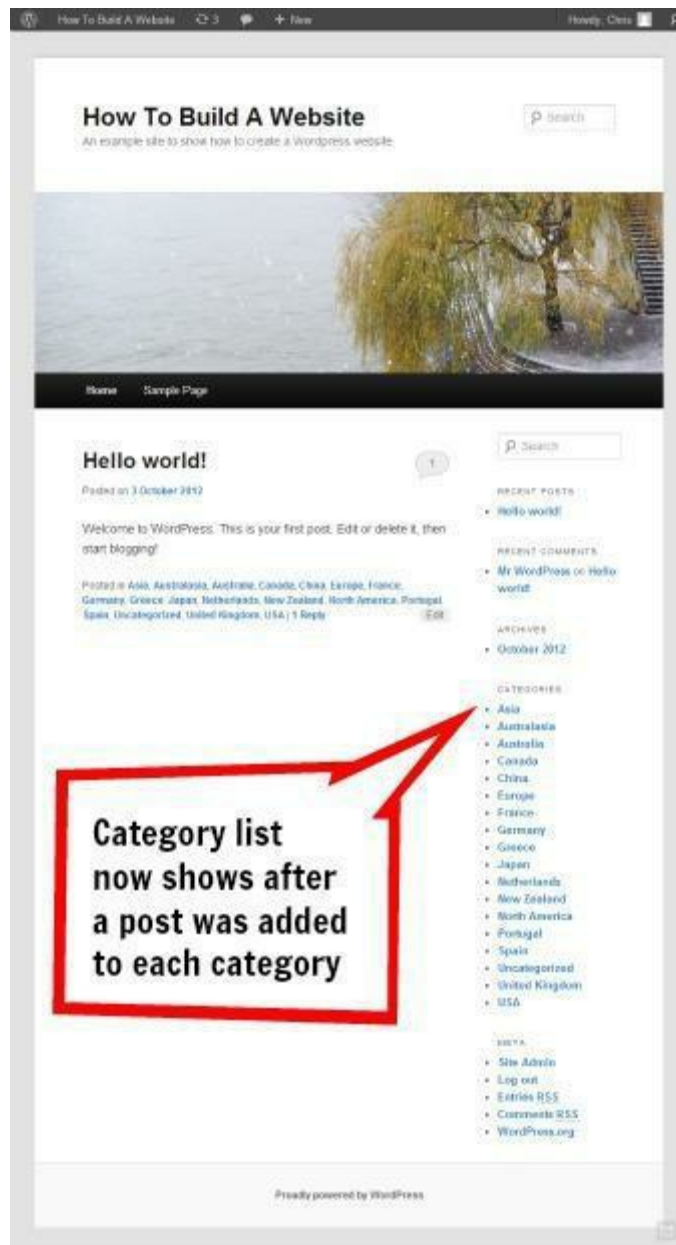 How To Build A Website 3 + New Howdy, Chris
How To Build A Website
An example site to show how to create a Wordpress website
Search
Home Sample Page
Hello world!
1
Posted on 3 October 2012
Welcome to WordPress. This is your first post. Edit or delete it, then
start blogging!
Posted in Asia, Australasia, Australia, Canada, China, Europe, France,
Germany, Greece, Japan, Netherlands, New Zealand, North America, Portugal,
Spain, Uncategorized, United Kingdom, USA | 1 Reply
Edit
Search
RECENT POSTS
Hello world!
RECENT COMMENTS
Mr WordPress on Hello
world!
ARCHIVES
October 2012
CATEGORIES
Asia
Australasia
Australia
Canada
China
Europe
France
Germany
Greece
Japan
Netherlands
New Zealand
North America
Portugal
Spain
Uncategorized
United Kingdom
USA
META
Site Admin
Log out
Entries RSS
Comments RSS
WordPress.org
Category list
now shows after
a post was added
to each category
Proudly powered by WordPress